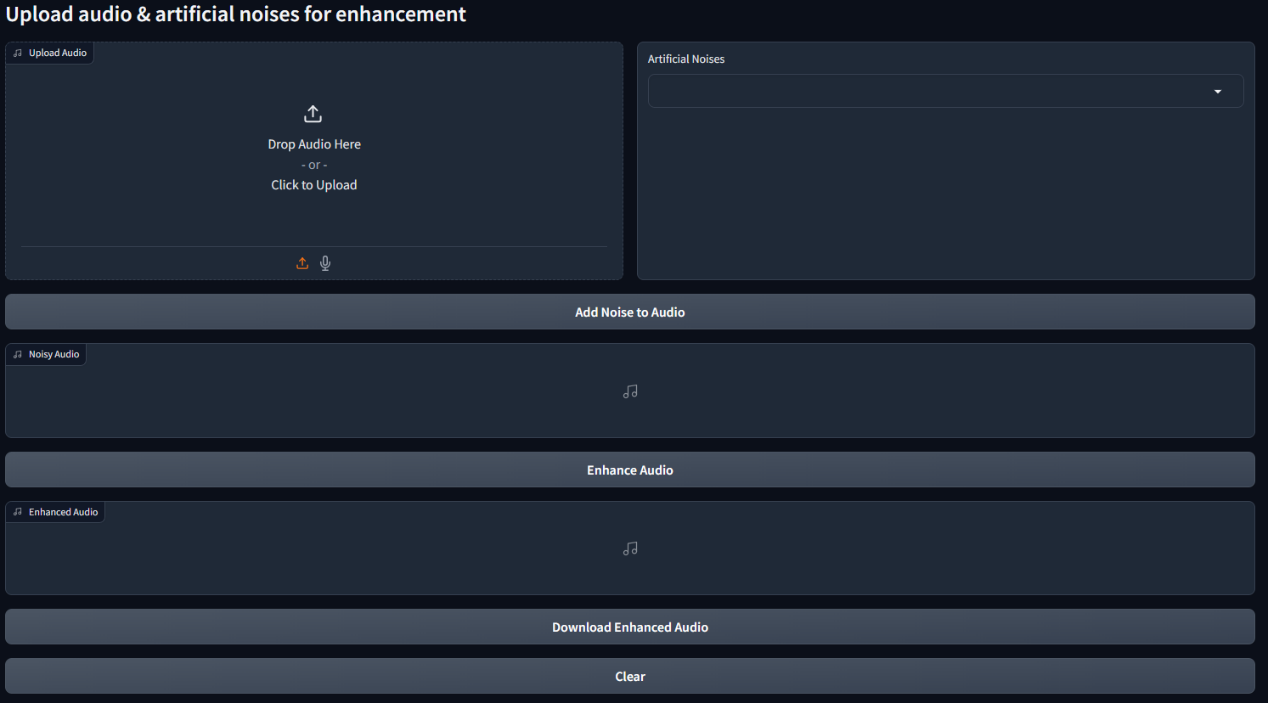 Upload audio & artificial noises for enhancement
Upload Audio
Drop Audio Here
- or -
Click to Upload
Artificial Noises
Add Noise to Audio
Noisy Audio
Enhance Audio
Enhanced Audio
Download Enhanced Audio
Clear